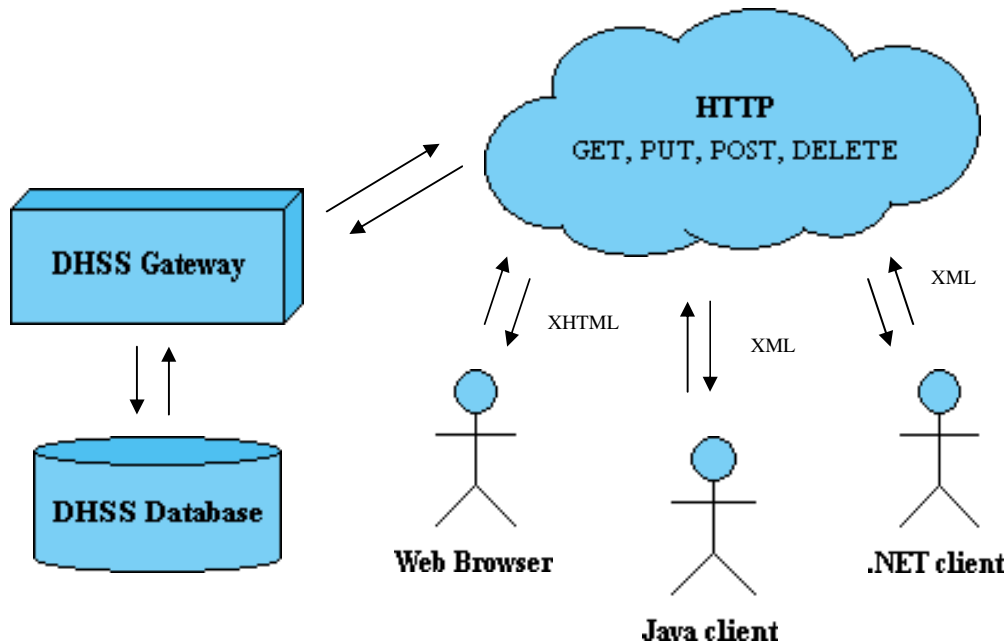 HTTP
GET, PUT, POST, DELETE
DHSS Gateway
XML
XHTML
XML
DHSS Database
Web Browser
.NET client
Java client